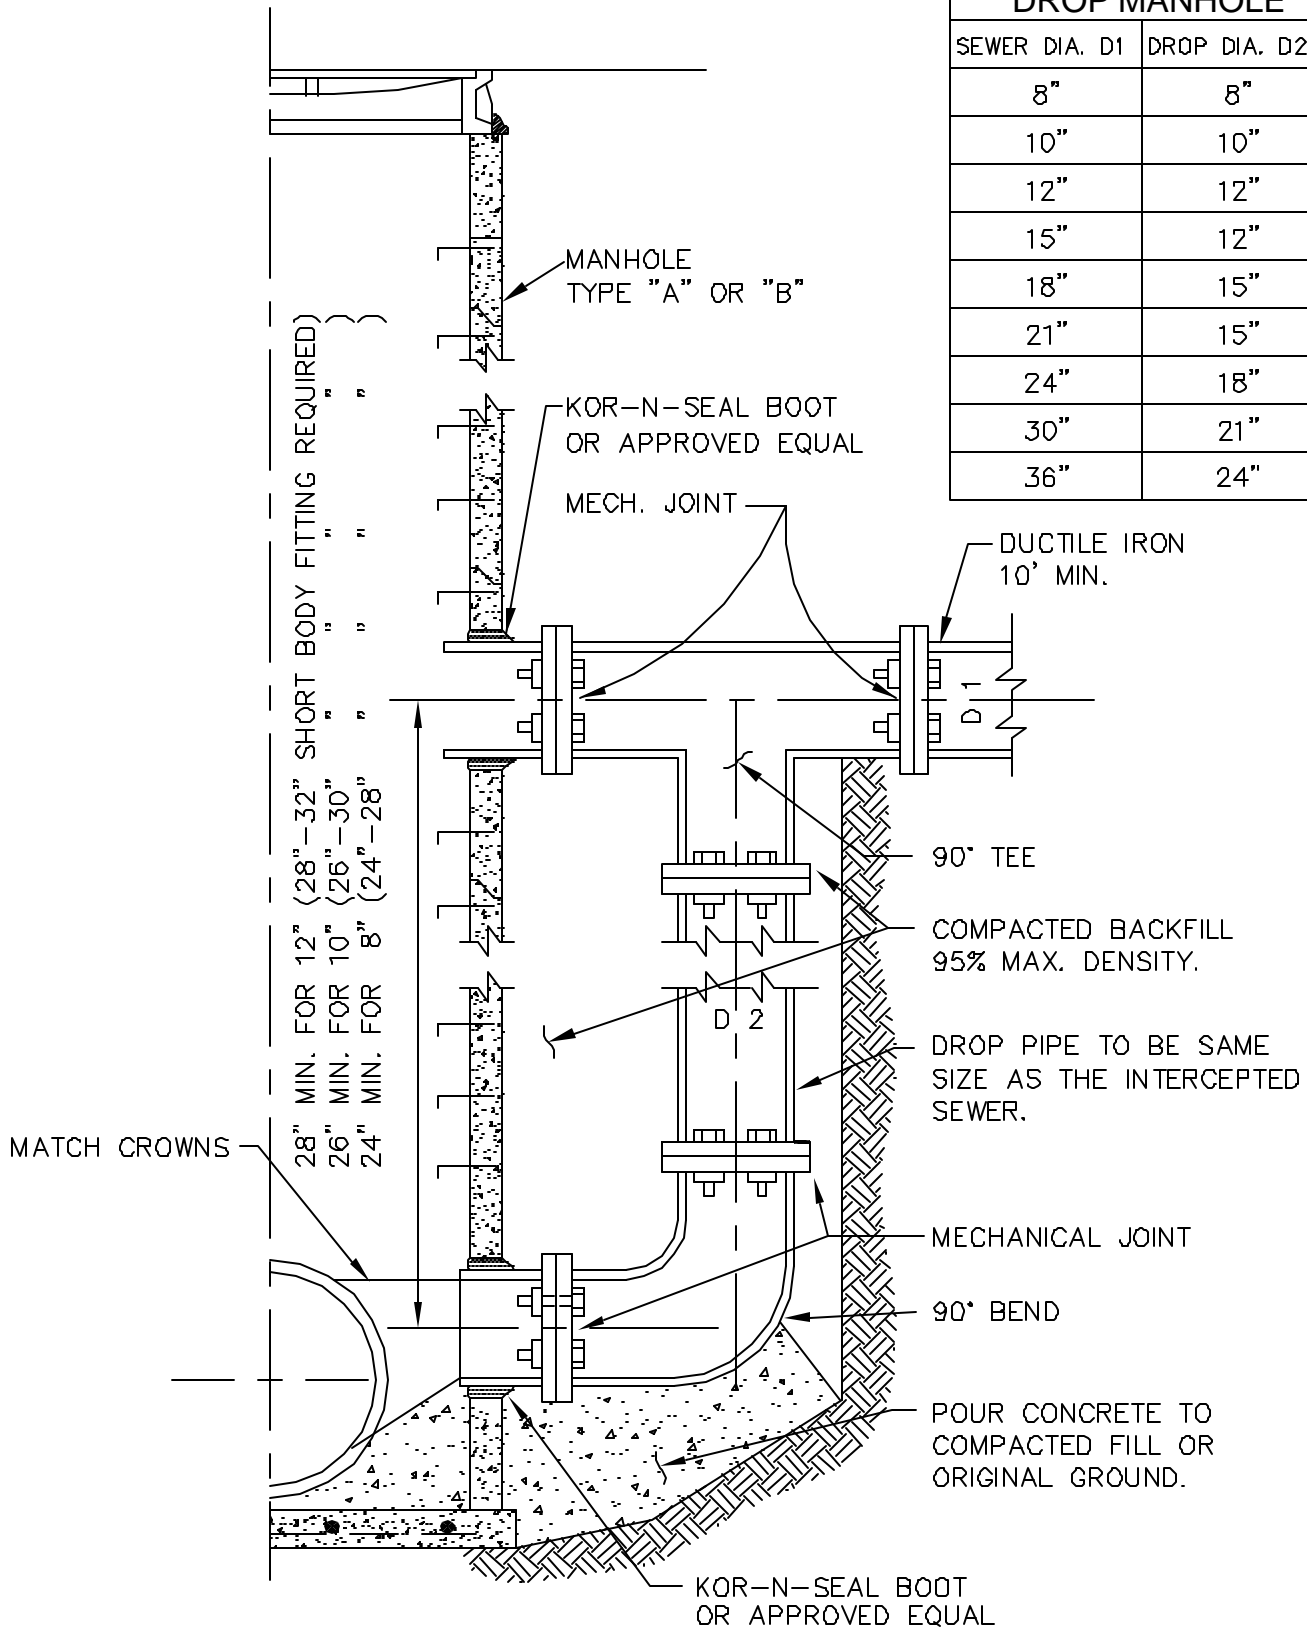 DROP MANHOLE
SEWER DIA. D1 DROP DIA. D2
8" 8"
10" 10"
12" 12"
15" 12"
18" 15"
21" 15"
24" 18"
30" 21"
36" 24"
MANHOLE
TYPE "A" OR "B"
KOR-N-SEAL BOOT
OR APPROVED EQUAL
MECH. JOINT
DUCTILE IRON
10' MIN.
D 1
28" MIN. FOR 12" (28"-32" SHORT BODY FITTING REQUIRED)
26" MIN. FOR 10" (26"-30" " " " " )
24" MIN. FOR 8" (24"-28" " " " " )
90° TEE
COMPACTED BACKFILL
95% MAX. DENSITY.
D 2
DROP PIPE TO BE SAME
SIZE AS THE INTERCEPTED
SEWER.
MATCH CROWNS
MECHANICAL JOINT
90° BEND
POUR CONCRETE TO
COMPACTED FILL OR
ORIGINAL GROUND.
KOR-N-SEAL BOOT
OR APPROVED EQUAL